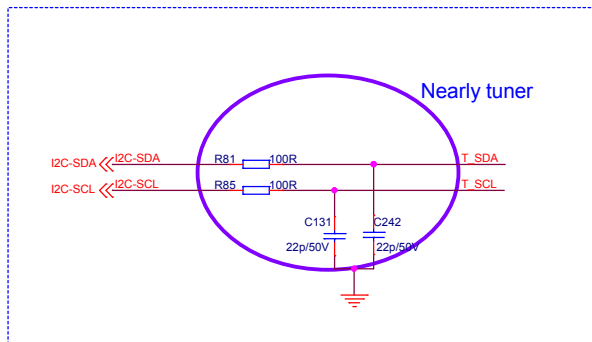 Nearly tuner
I2C-SDA I2C-SDA R81 100R T_SDA
I2C-SCL I2C-SCL R85 100R T_SCL
C131 C242
22p/50V 22p/50V